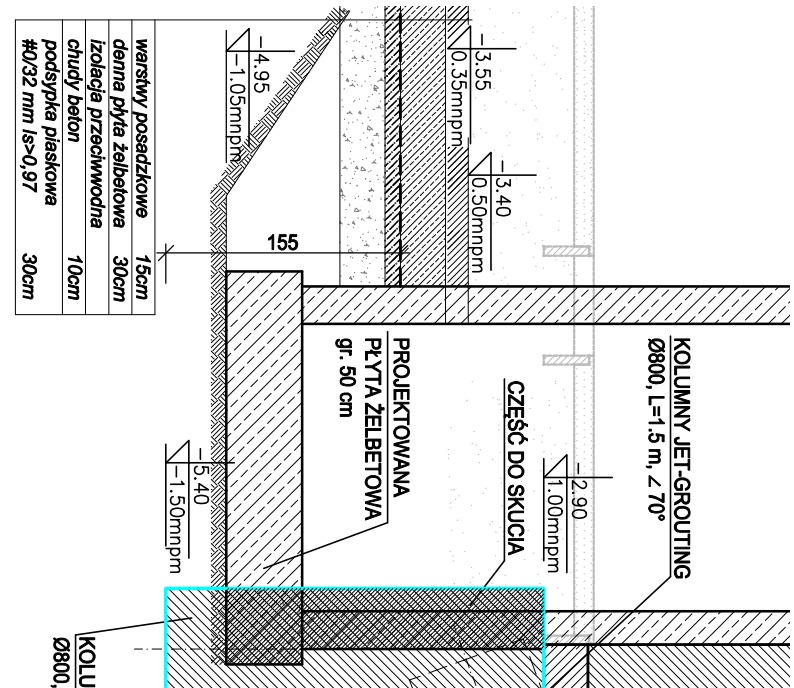 warstwy posadzkowe 15cm
denna płyta żelbetowa 30cm
izolacja przeciwwodna
chudy beton 10cm
podsypka piaskowa
#0/32 mm Is>0,97 30cm
-4.95
-1.05mnpm
-3.55
0.35mnpm
-3.40
0.50mnpm
155
KOLUMNY JET-GROUTING
Ø800, L=1.5 m, ∠ 70°
PROJEKTOWANA
PŁYTA ŻELBETOWA
gr. 50 cm
CZĘŚĆ DO SKUCIA
-2.90
1.00mnpm
-5.40
-1.50mnpm
KOLU
Ø800,